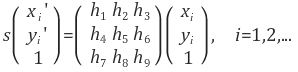 s ( x_i' y_i' 1 ) = ( h_1 h_2 h_3 h_4 h_5 h_6 h_7 h_8 h_9 ) ( x_i y_i 1 ) , i=1,2,...